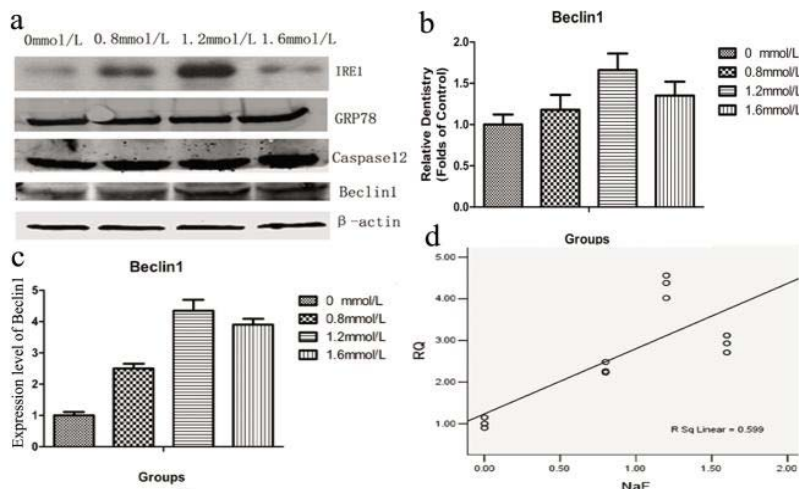 a
0mmol/L 0.8mmol/L 1.2mmol/L 1.6mmol/L
IRE1
GRP78
Caspase12
Beclin1
β-actin
b
Beclin1
Relative Dentistry
(Folds of Control)
2.0
1.5
1.0
0.5
0.0
Groups
0 mmol/L
0.8mmol/L
1.2mmol/L
1.6mmol/L
c
Beclin1
Expression level of Beclin1
5
4
3
2
1
0
Groups
0 mmol/L
0.8mmol/L
1.2mmol/L
1.6mmol/L
d
RQ
5.00
4.00
3.00
2.00
1.00
R Sq Linear = 0.599
0.00 0.50 1.00 1.50 2.00
NaF